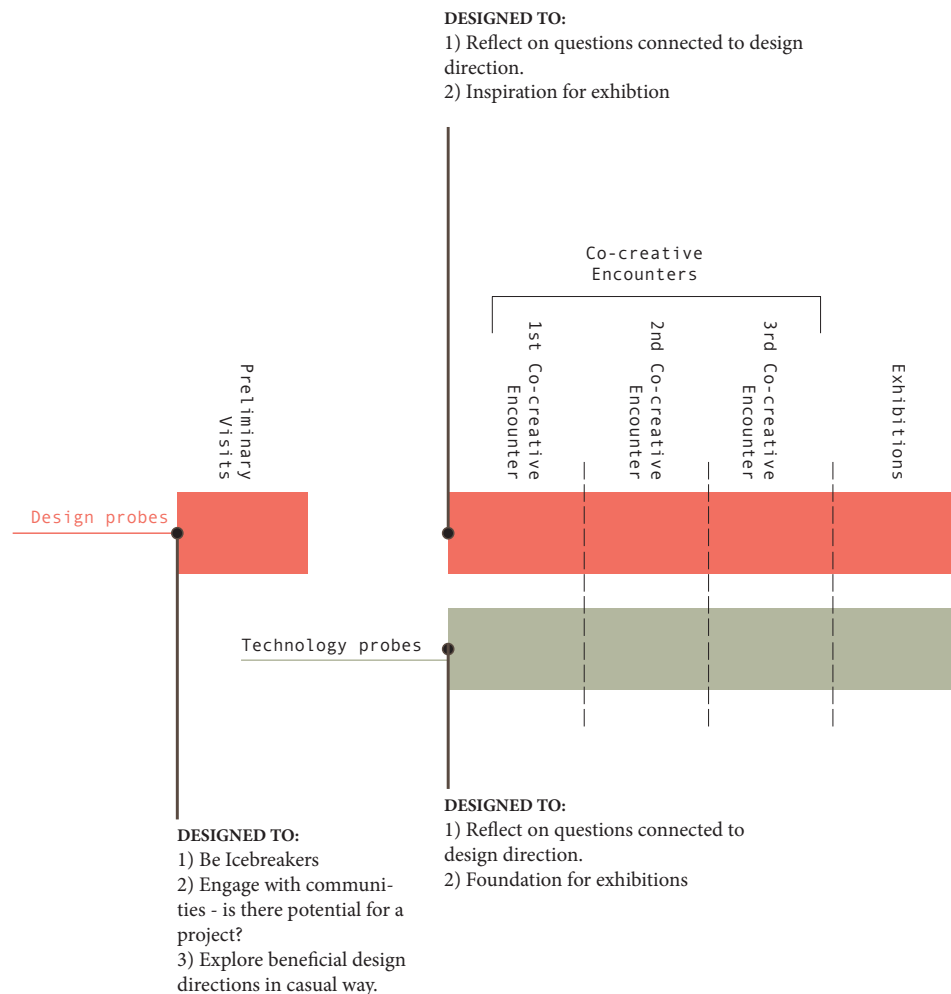 DESIGNED TO:
1) Reflect on questions connected to design
direction.
2) Inspiration for exhibtion
Co-creative
Encounters
Preliminary
Visits
1st Co-creative
Encounter
2nd Co-creative
Encounter
3rd Co-creative
Encounter
Exhibitions
Design probes
Technology probes
DESIGNED TO:
1) Be Icebreakers
2) Engage with communi-
ties - is there potential for a
project?
3) Explore beneficial design
directions in casual way.
DESIGNED TO:
1) Reflect on questions connected to
design direction.
2) Foundation for exhibitions